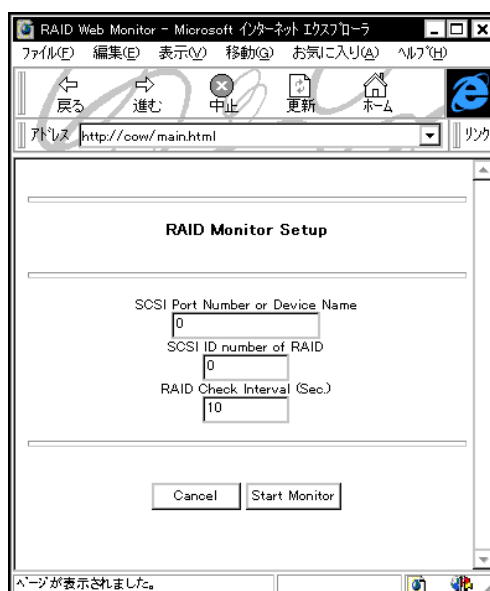 RAID Web Monitor - Microsoft インターネット エクスプローラ
ファイル(F) 編集(E) 表示(V) 移動(G) お気に入り(A) ヘルプ(H)
戻る 進む 中止 更新 ホーム
アドレス http://cow/main.html リンク
RAID Monitor Setup
SCSI Port Number or Device Name
0
SCSI ID number of RAID
0
RAID Check Interval (Sec.)
10
Cancel Start Monitor
ページが表示されました。